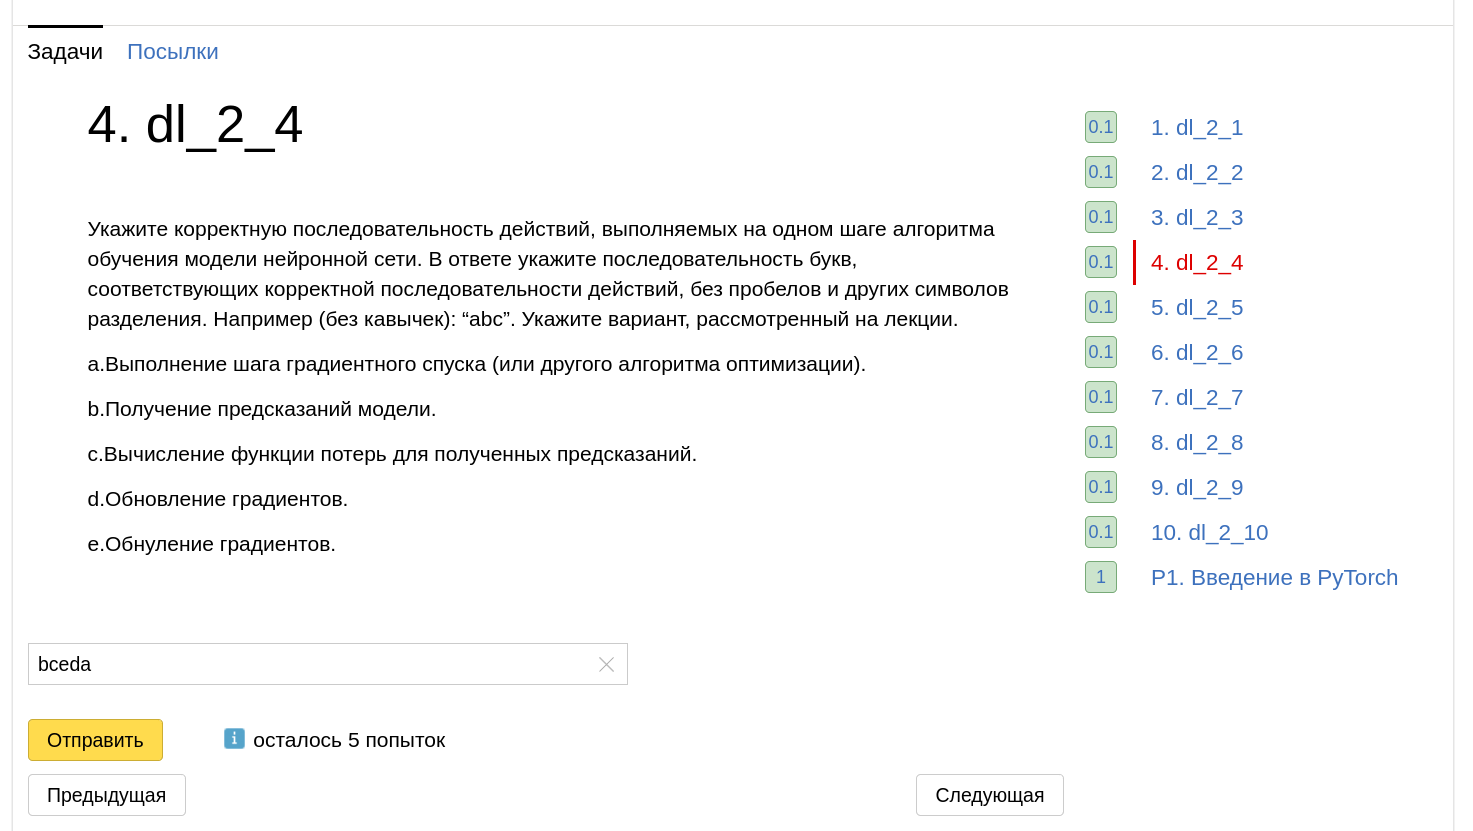 Задачи Посылки
4. dl_2_4
Укажите корректную последовательность действий, выполняемых на одном шаге алгоритма
обучения модели нейронной сети. В ответе укажите последовательность букв,
соответствующих корректной последовательности действий, без пробелов и других символов
разделения. Например (без кавычек): “abc”. Укажите вариант, рассмотренный на лекции.
a.Выполнение шага градиентного спуска (или другого алгоритма оптимизации).
b.Получение предсказаний модели.
c.Вычисление функции потерь для полученных предсказаний.
d.Обновление градиентов.
e.Обнуление градиентов.
bceda
Отправить
осталось 5 попыток
Предыдущая
Следующая
0.1 1. dl_2_1
0.1 2. dl_2_2
0.1 3. dl_2_3
0.1 4. dl_2_4
0.1 5. dl_2_5
0.1 6. dl_2_6
0.1 7. dl_2_7
0.1 8. dl_2_8
0.1 9. dl_2_9
0.1 10. dl_2_10
1 P1. Введение в PyTorch